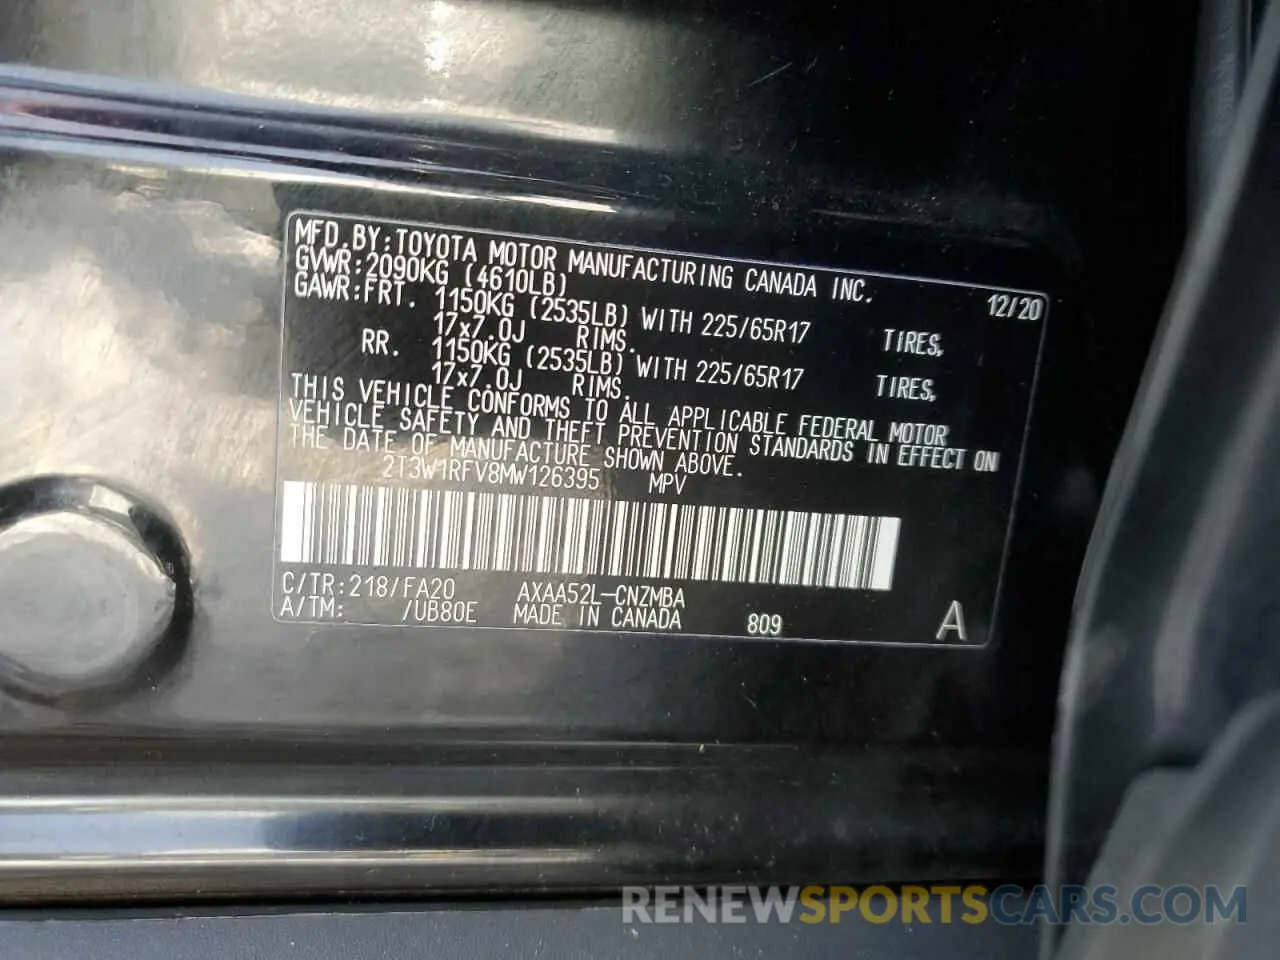 MFD.BY:TOYOTA MOTOR MANUFACTURING CANADA INC. 12/20
GVWR:2090KG (4610LB)
GAWR:FRT. 1150KG (2535LB) WITH 225/65R17 TIRES,
17x7.0J RIMS.
RR. 1150KG (2535LB) WITH 225/65R17 TIRES,
17x7.0J RIMS.
THIS VEHICLE CONFORMS TO ALL APPLICABLE FEDERAL MOTOR
VEHICLE SAFETY AND THEFT PREVENTION STANDARDS IN EFFECT ON
THE DATE OF MANUFACTURE SHOWN ABOVE.
2T3W1RFV8MW126395 MPV
C/TR:218/FA20 AXAA52L-CNZMBA
A/TM: /UB80E MADE IN CANADA 809 A
RENEWSPORTSCARS.COM